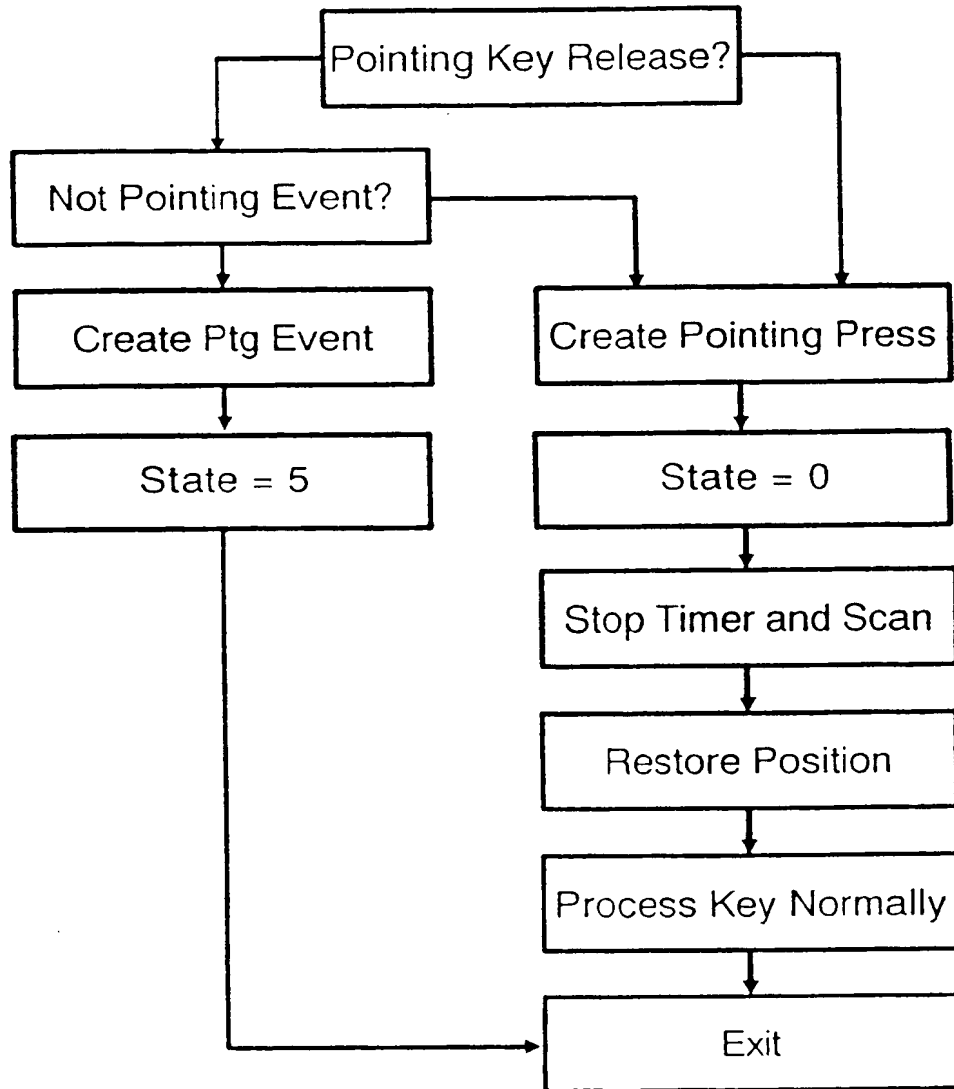 Pointing Key Release?
Not Pointing Event?
Create Ptg Event
Create Pointing Press
State = 5
State = 0
Stop Timer and Scan
Restore Position
Process Key Normally
Exit